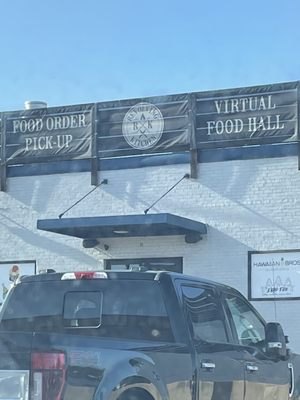 FOOD ORDER
PICK-UP
B K
VIRTUAL
FOOD HALL
HAWAIIAN BROS